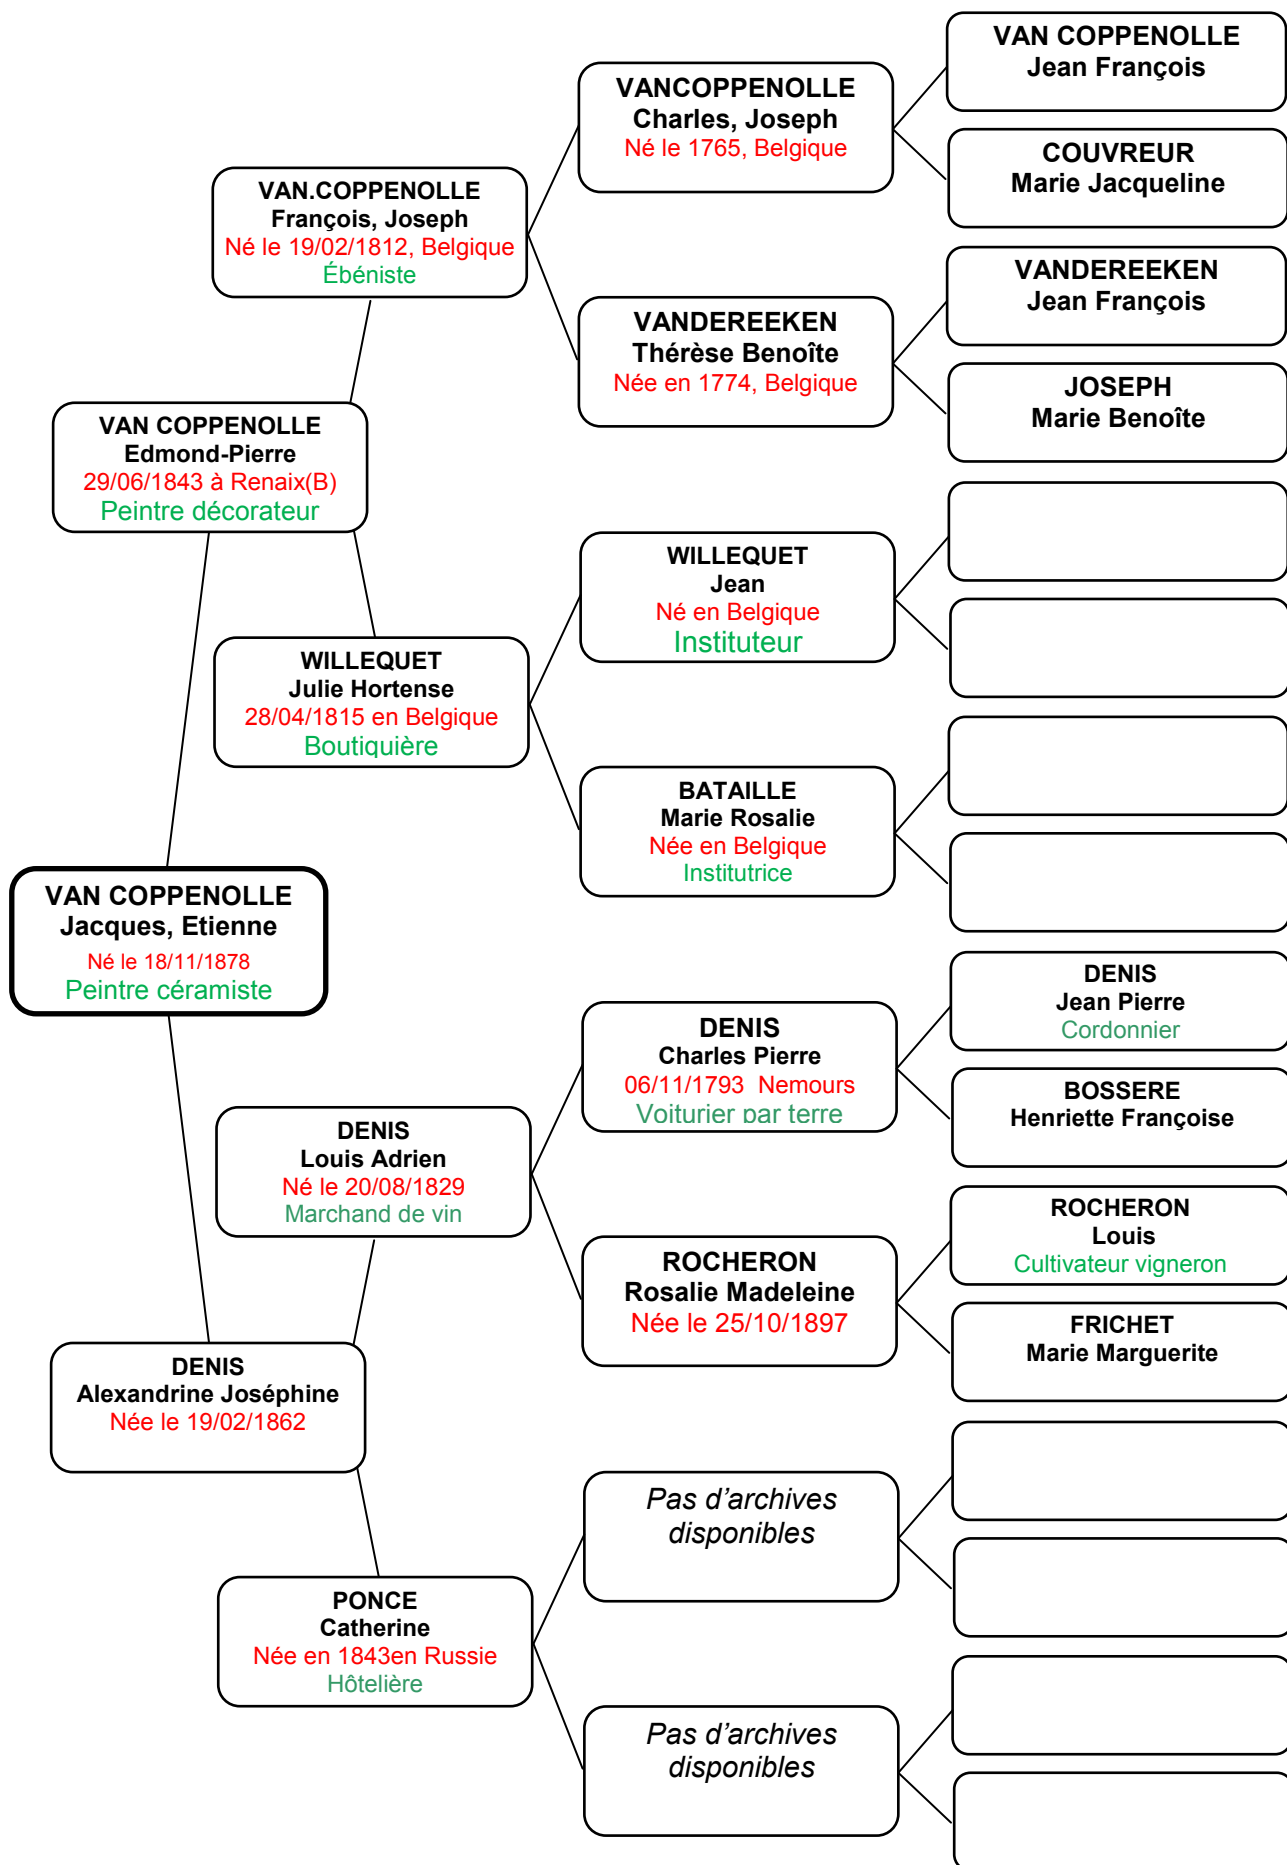 VAN COPPENOLLE
Jean François
VANCOPPENOLLE
Charles, Joseph
Né le 1765, Belgique
COUVREUR
Marie Jacqueline
VAN.COPPENOLLE
François, Joseph
Né le 19/02/1812, Belgique
Ébéniste
VANDEREEKEN
Jean François
VANDEREEKEN
Thérèse Benoîte
Née en 1774, Belgique
JOSEPH
Marie Benoîte
VAN COPPENOLLE
Edmond-Pierre
29/06/1843 à Renaix(B)
Peintre décorateur
WILLEQUET
Jean
Né en Belgique
Instituteur
WILLEQUET
Julie Hortense
28/04/1815 en Belgique
Boutiquière
BATAILLE
Marie Rosalie
Née en Belgique
Institutrice
VAN COPPENOLLE
Jacques, Etienne
Né le 18/11/1878
Peintre céramiste
DENIS
Jean Pierre
Cordonnier
DENIS
Charles Pierre
06/11/1793  Nemours
Voiturier par terre
BOSSERE
Henriette Françoise
DENIS
Louis Adrien
Né le 20/08/1829
Marchand de vin
ROCHERON
Louis
Cultivateur vigneron
ROCHERON
Rosalie Madeleine
Née le 25/10/1897
FRICHET
Marie Marguerite
DENIS
Alexandrine Joséphine
Née le 19/02/1862
Pas d’archives
disponibles
PONCE
Catherine
Née en 1843en Russie
Hôtelière
Pas d’archives
disponibles